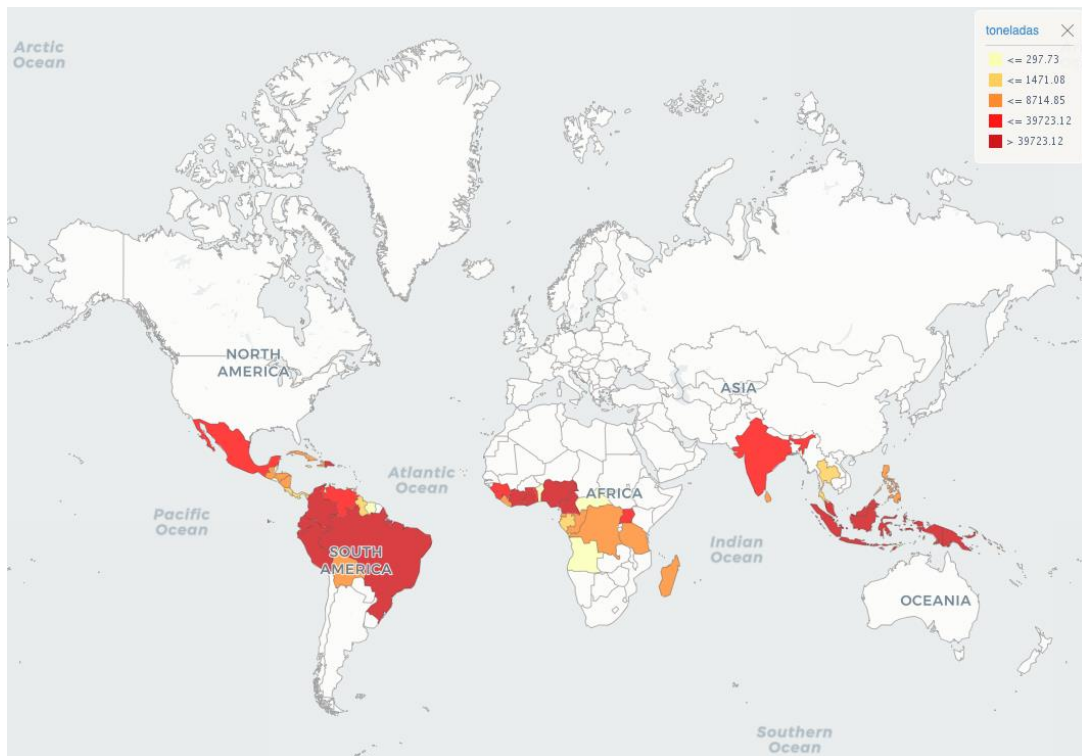 Arctic
Ocean
toneladas
<= 297.73
<= 1471.08
<= 8714.85
<= 39723.12
> 39723.12
NORTH
AMERICA
ASIA
Atlantic
Ocean
AFRICA
Pacific
Ocean
Indian
Ocean
SOUTH
AMERICA
OCEANIA
Southern
Ocean